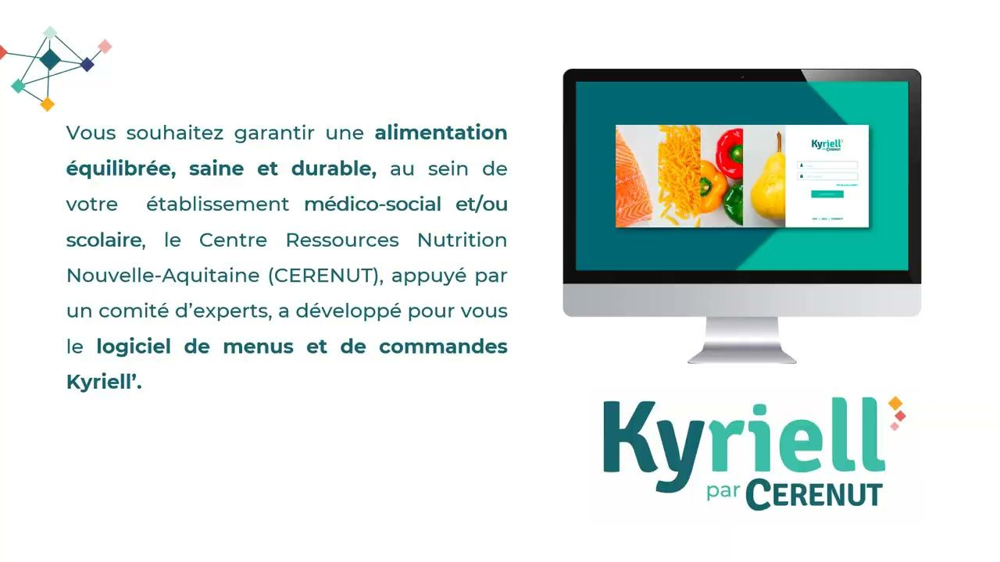 Vous souhaitez garantir une alimentation
équilibrée, saine et durable, au sein de
votre établissement médico-social et/ou
scolaire, le Centre Ressources Nutrition
Nouvelle-Aquitaine (CERENUT), appuyé par
un comité d’experts, a développé pour vous
le logiciel de menus et de commandes
Kyriell’.
Kyriell
CERENUT
Kyriell
par CERENUT